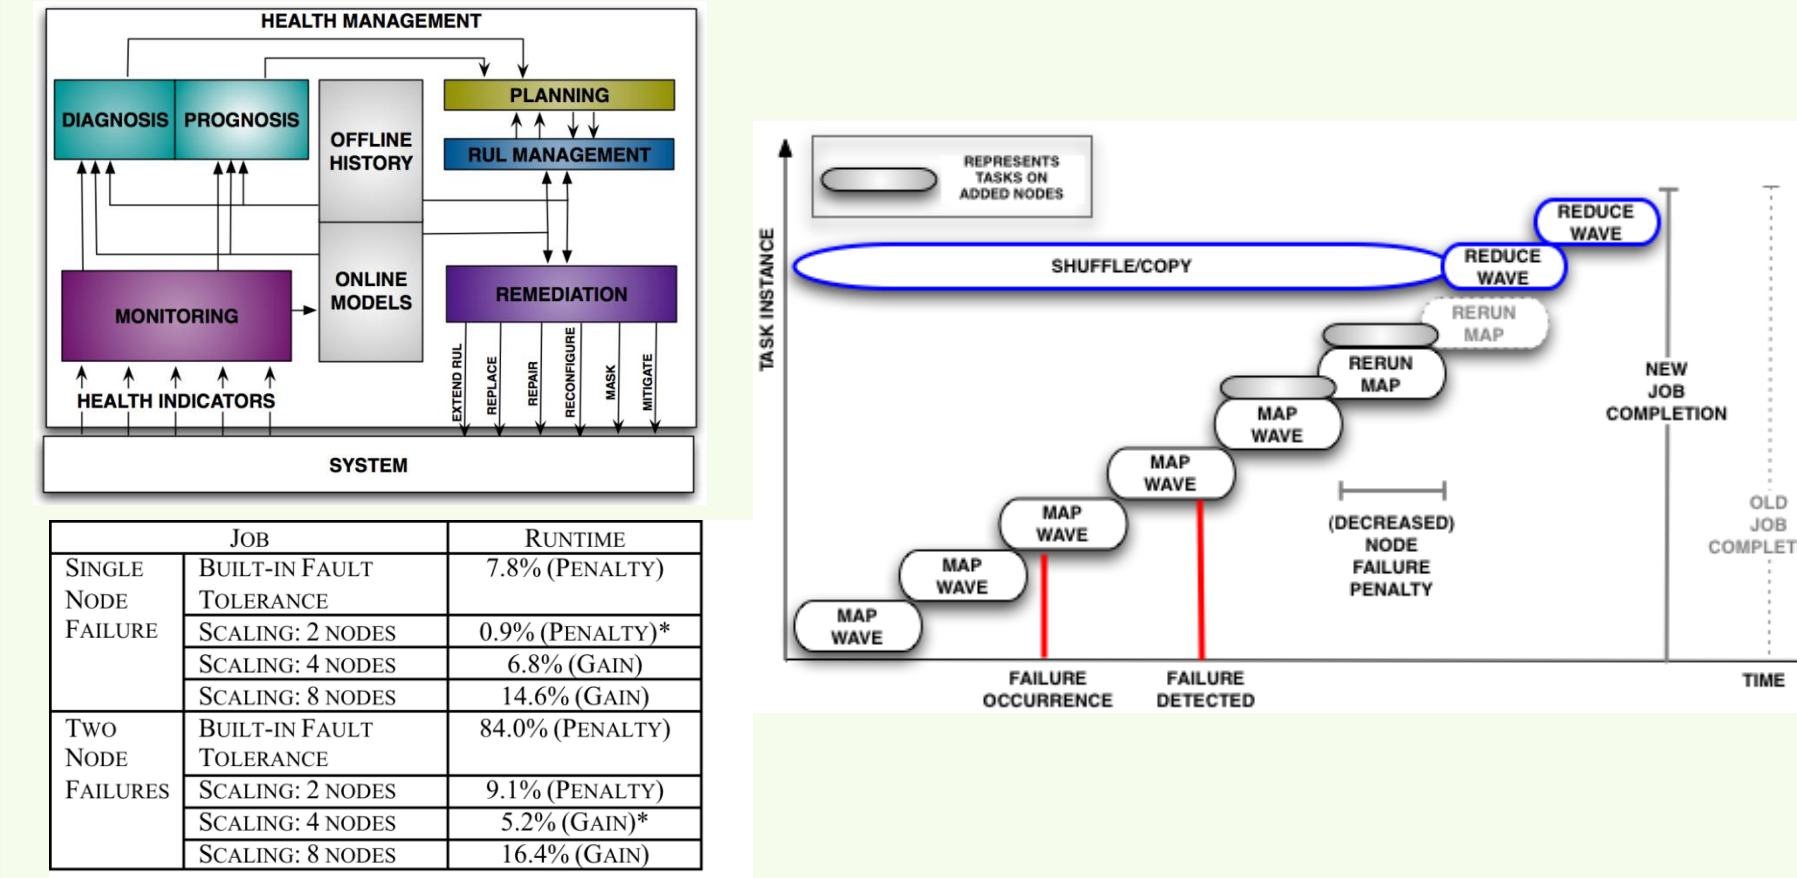 HEALTH MANAGEMENT
DIAGNOSIS
PROGNOSIS
OFFLINE
HISTORY
PLANNING
RUL MANAGEMENT
ONLINE
MODELS
MONITORING
REMEDIATION
HEALTH INDICATORS
EXTEND RUL
REPLACE
REPAIR
RECONFIGURE
MASK
MITIGATE
SYSTEM
JOB
RUNTIME
SINGLE
NODE
FAILURE
BUILT-IN FAULT
TOLERANCE
7.8% (PENALTY)
SCALING: 2 NODES
0.9% (PENALTY)*
SCALING: 4 NODES
6.8% (GAIN)
SCALING: 8 NODES
14.6% (GAIN)
TWO
NODE
FAILURES
BUILT-IN FAULT
TOLERANCE
84.0% (PENALTY)
SCALING: 2 NODES
9.1% (PENALTY)
SCALING: 4 NODES
5.2% (GAIN)*
SCALING: 8 NODES
16.4% (GAIN)
REPRESENTS
TASKS ON
ADDED NODES
TASK INSTANCE
REDUCE
WAVE
SHUFFLE/COPY
REDUCE
WAVE
RERUN
MAP
RERUN
MAP
MAP
WAVE
MAP
WAVE
MAP
WAVE
MAP
WAVE
MAP
WAVE
NEW
JOB
COMPLETION
(DECREASED)
NODE
FAILURE
PENALTY
OLD
JOB
COMPLET
FAILURE
OCCURRENCE
FAILURE
DETECTED
TIME